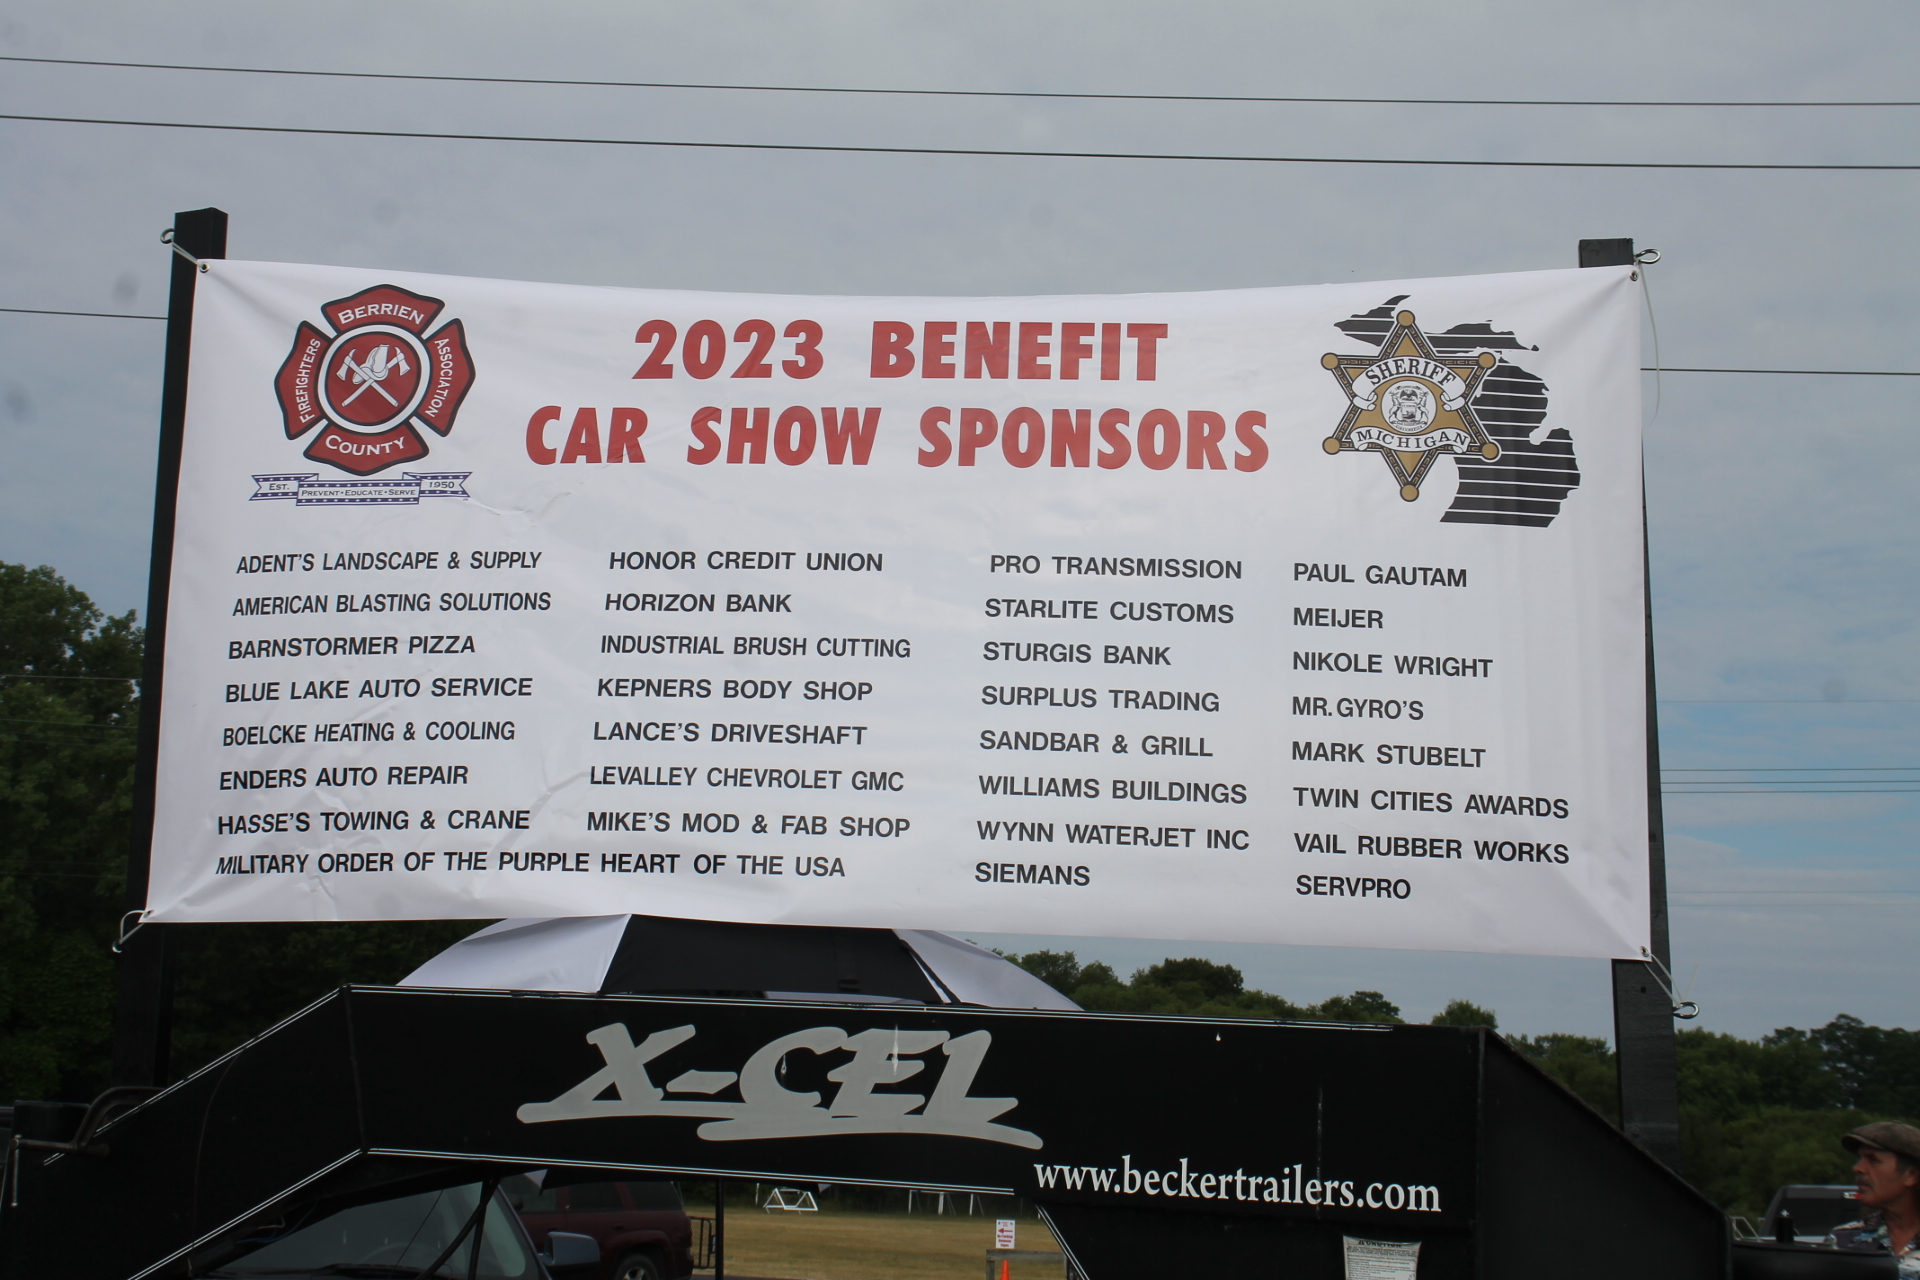 BERRIEN
FIREFIGHTERS
ASSOCIATION
COUNTY
EST.
PREVENT-EDUCATE-SERVE
1950
2023 BENEFIT
CAR SHOW SPONSORS
SHERIFF
MICHIGAN
ADENT'S LANDSCAPE & SUPPLY
AMERICAN BLASTING SOLUTIONS
BARNSTORMER PIZZA
BLUE LAKE AUTO SERVICE
BOELCKE HEATING & COOLING
ENDERS AUTO REPAIR
HASSE'S TOWING & CRANE
MILITARY ORDER OF THE PURPLE HEART OF THE USA
HONOR CREDIT UNION
HORIZON BANK
INDUSTRIAL BRUSH CUTTING
KEPNERS BODY SHOP
LANCE'S DRIVESHAFT
LEVALLEY CHEVROLET GMC
MIKE'S MOD & FAB SHOP
PRO TRANSMISSION
STARLITE CUSTOMS
STURGIS BANK
SURPLUS TRADING
SANDBAR & GRILL
WILLIAMS BUILDINGS
WYNN WATERJET INC
SIEMANS
PAUL GAUTAM
MEIJER
NIKOLE WRIGHT
MR.GYRO'S
MARK STUBELT
TWIN CITIES AWARDS
VAIL RUBBER WORKS
SERVPRO
X-CEL
www.beckertrailers.com